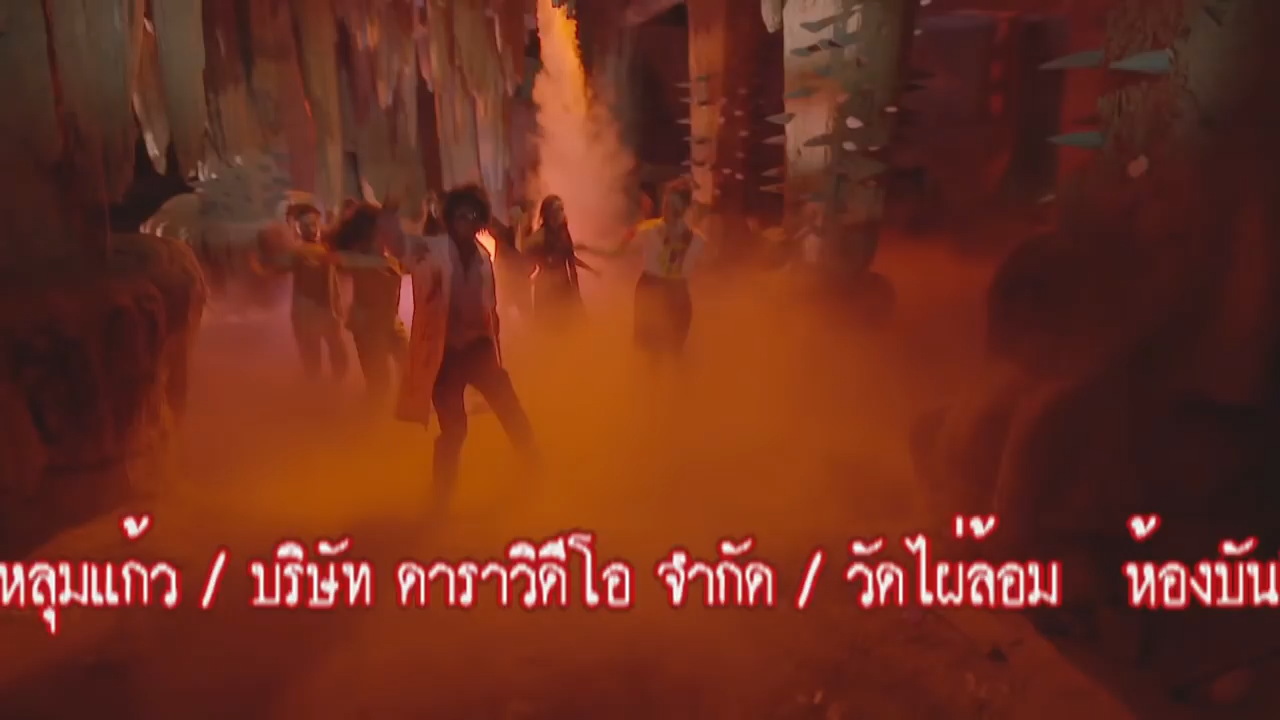 หลุมแก้ว / บริษัท ดาราวิดีโอ จำกัด / วัดไผ่ล้อม ห้องบัน